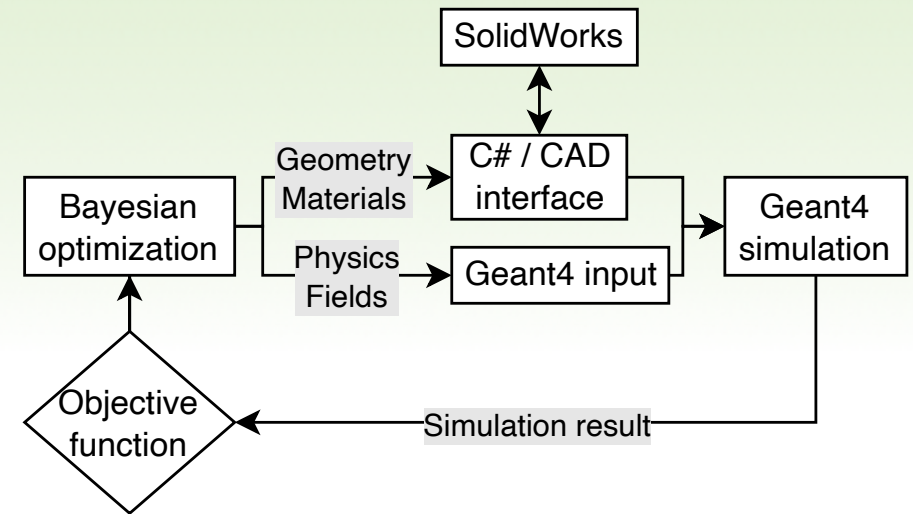 SolidWorks
Geometry
Materials
C# / CAD
interface
Bayesian
optimization
Geant4
simulation
Physics
Fields
Geant4 input
Objective
function
Simulation result